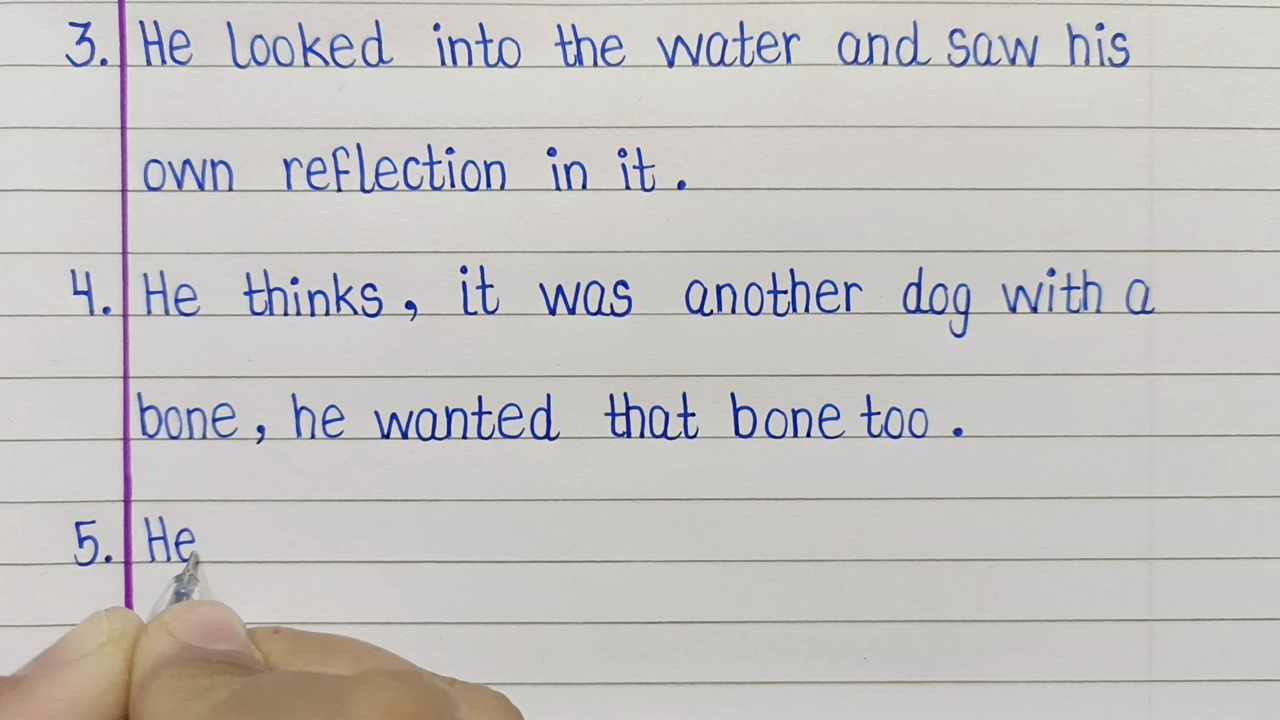 3. He looked into the water and saw his
own reflection in it.
4. He thinks, it was another dog with a
bone, he wanted that bone too.
5. He